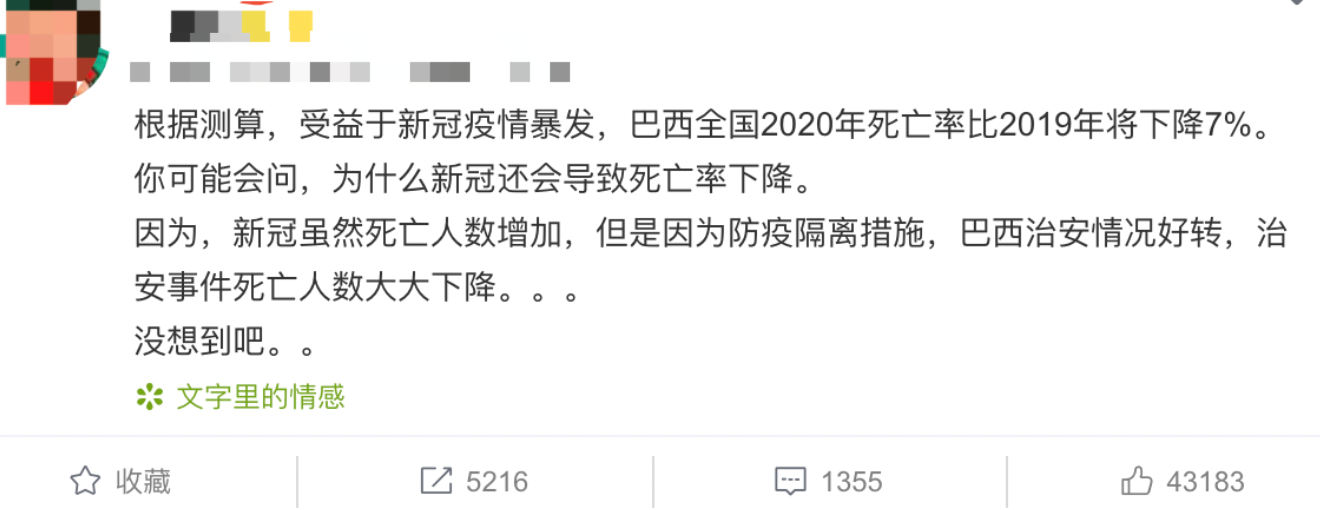 根据测算，受益于新冠疫情暴发，巴西全国2020年死亡率比2019年将下降7%。
你可能会问，为什么新冠还会导致死亡率下降。
因为，新冠虽然死亡人数增加，但是因为防疫隔离措施，巴西治安情况好转，治
安事件死亡人数大大下降。。。
没想到吧。。
文字里的情感
收藏 5216 1355 43183